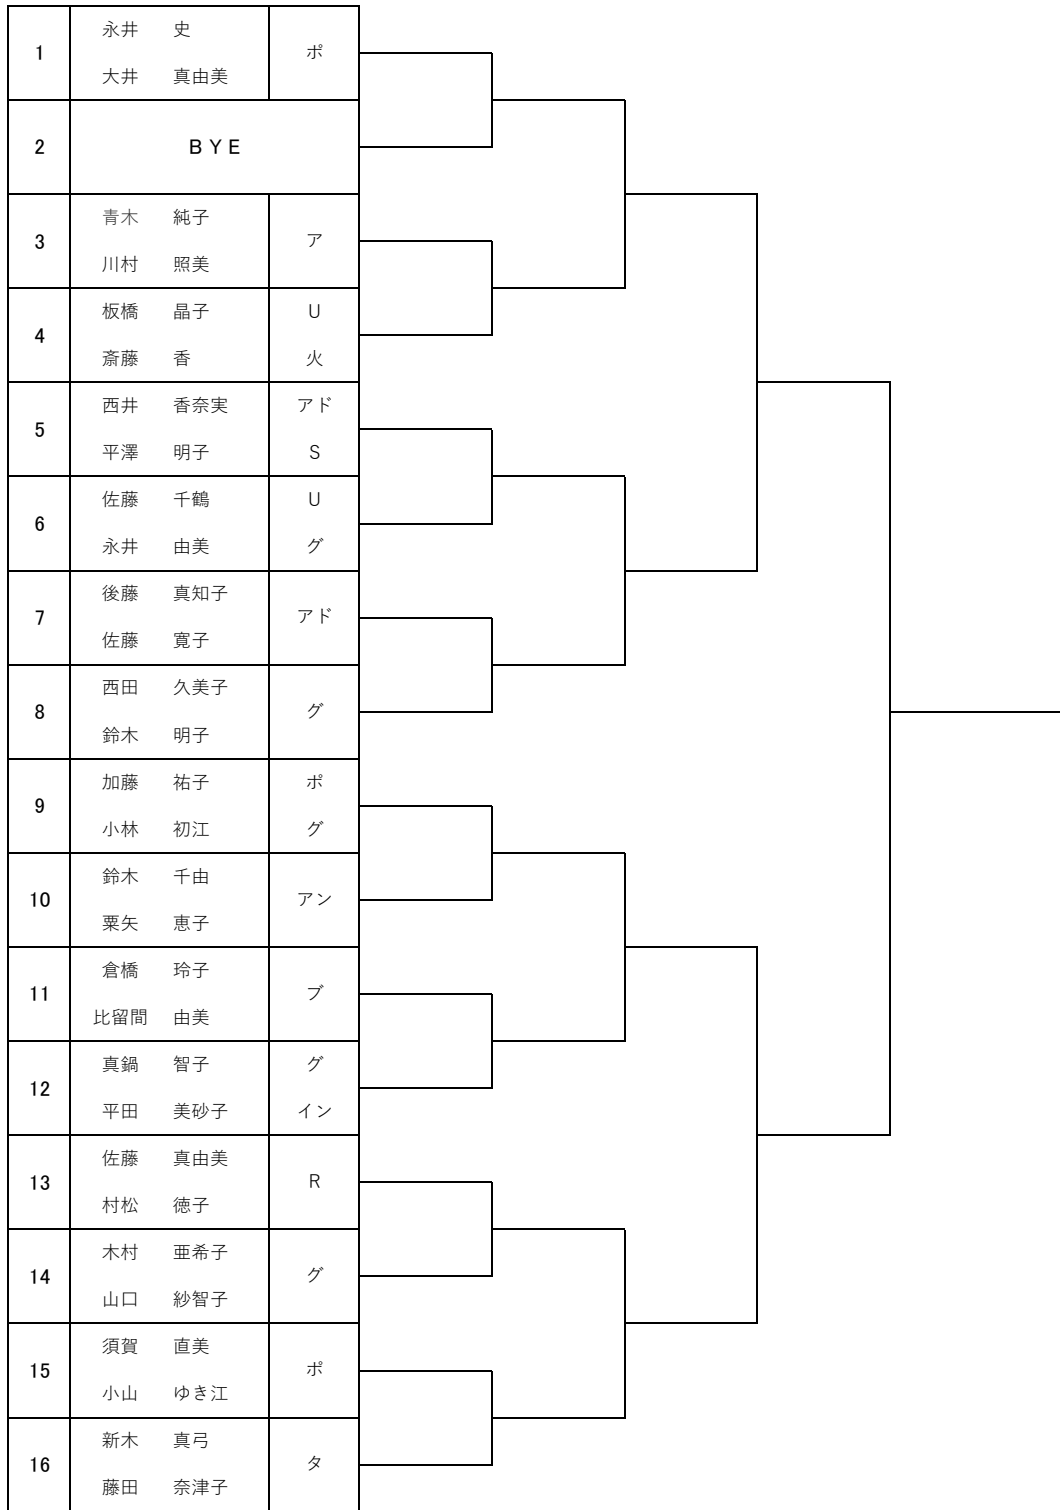 永井 史
1 ポ
大井 真由美
2 BYE
青木 純子
3 ア
川村 照美
板橋 晶子 U
4
斎藤 香 火
西井 香奈実 アド
5
平澤 明子 S
佐藤 千鶴 U
6
永井 由美 グ
後藤 真知子
7 アド
佐藤 寛子
西田 久美子
8 グ
鈴木 明子
加藤 祐子 ポ
9
小林 初江 グ
鈴木 千由
10 アン
粟矢 恵子
倉橋 玲子
11 ブ
比留間 由美
真鍋 智子 グ
12
平田 美砂子 イン
佐藤 真由美
13 R
村松 徳子
木村 亜希子
14 グ
山口 紗智子
須賀 直美
15 ポ
小山 ゆき江
新木 真弓
16 タ
藤田 奈津子